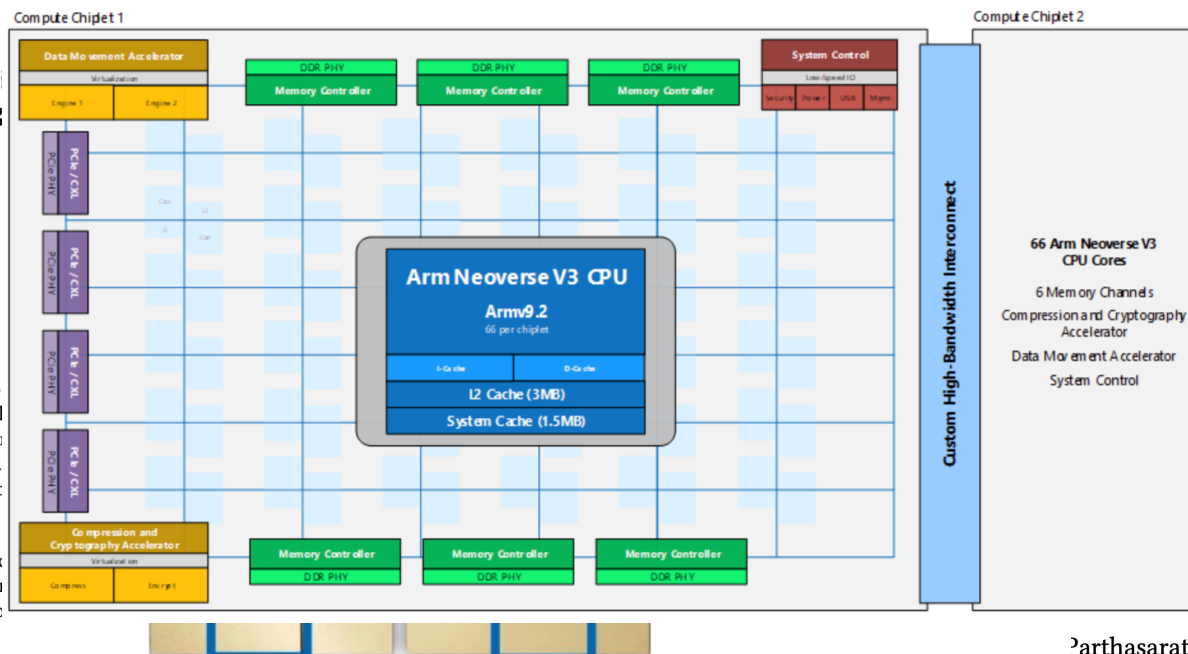 Compute Chiplet 1
Compute Chiplet 2
Data Movement Accelerator
Virtualization
Engine 1
Engine 2
DDR PHY
Memory Controller
DDR PHY
Memory Controller
DDR PHY
Memory Controller
System Control
Low-Speed IO
Security
Power
USB
Mgmt.
PCIe PHY
PCIe / CXL
PCIe PHY
PCIe / CXL
PCIe PHY
PCIe / CXL
PCIe PHY
PCIe / CXL
Core
L2
Core
Arm Neoverse V3 CPU
Armv9.2
66 per chiplet
I-Cache
D-Cache
L2 Cache (3MB)
System Cache (1.5MB)
Compression and
Cryptography Accelerator
Virtualization
Compress
Encrypt
Memory Controller
DDR PHY
Memory Controller
DDR PHY
Memory Controller
DDR PHY
Custom High-Bandwidth Interconnect
66 Arm Neoverse V3
CPU Cores
6 Memory Channels
Compression and Cryptography
Accelerator
Data Movement Accelerator
System Control